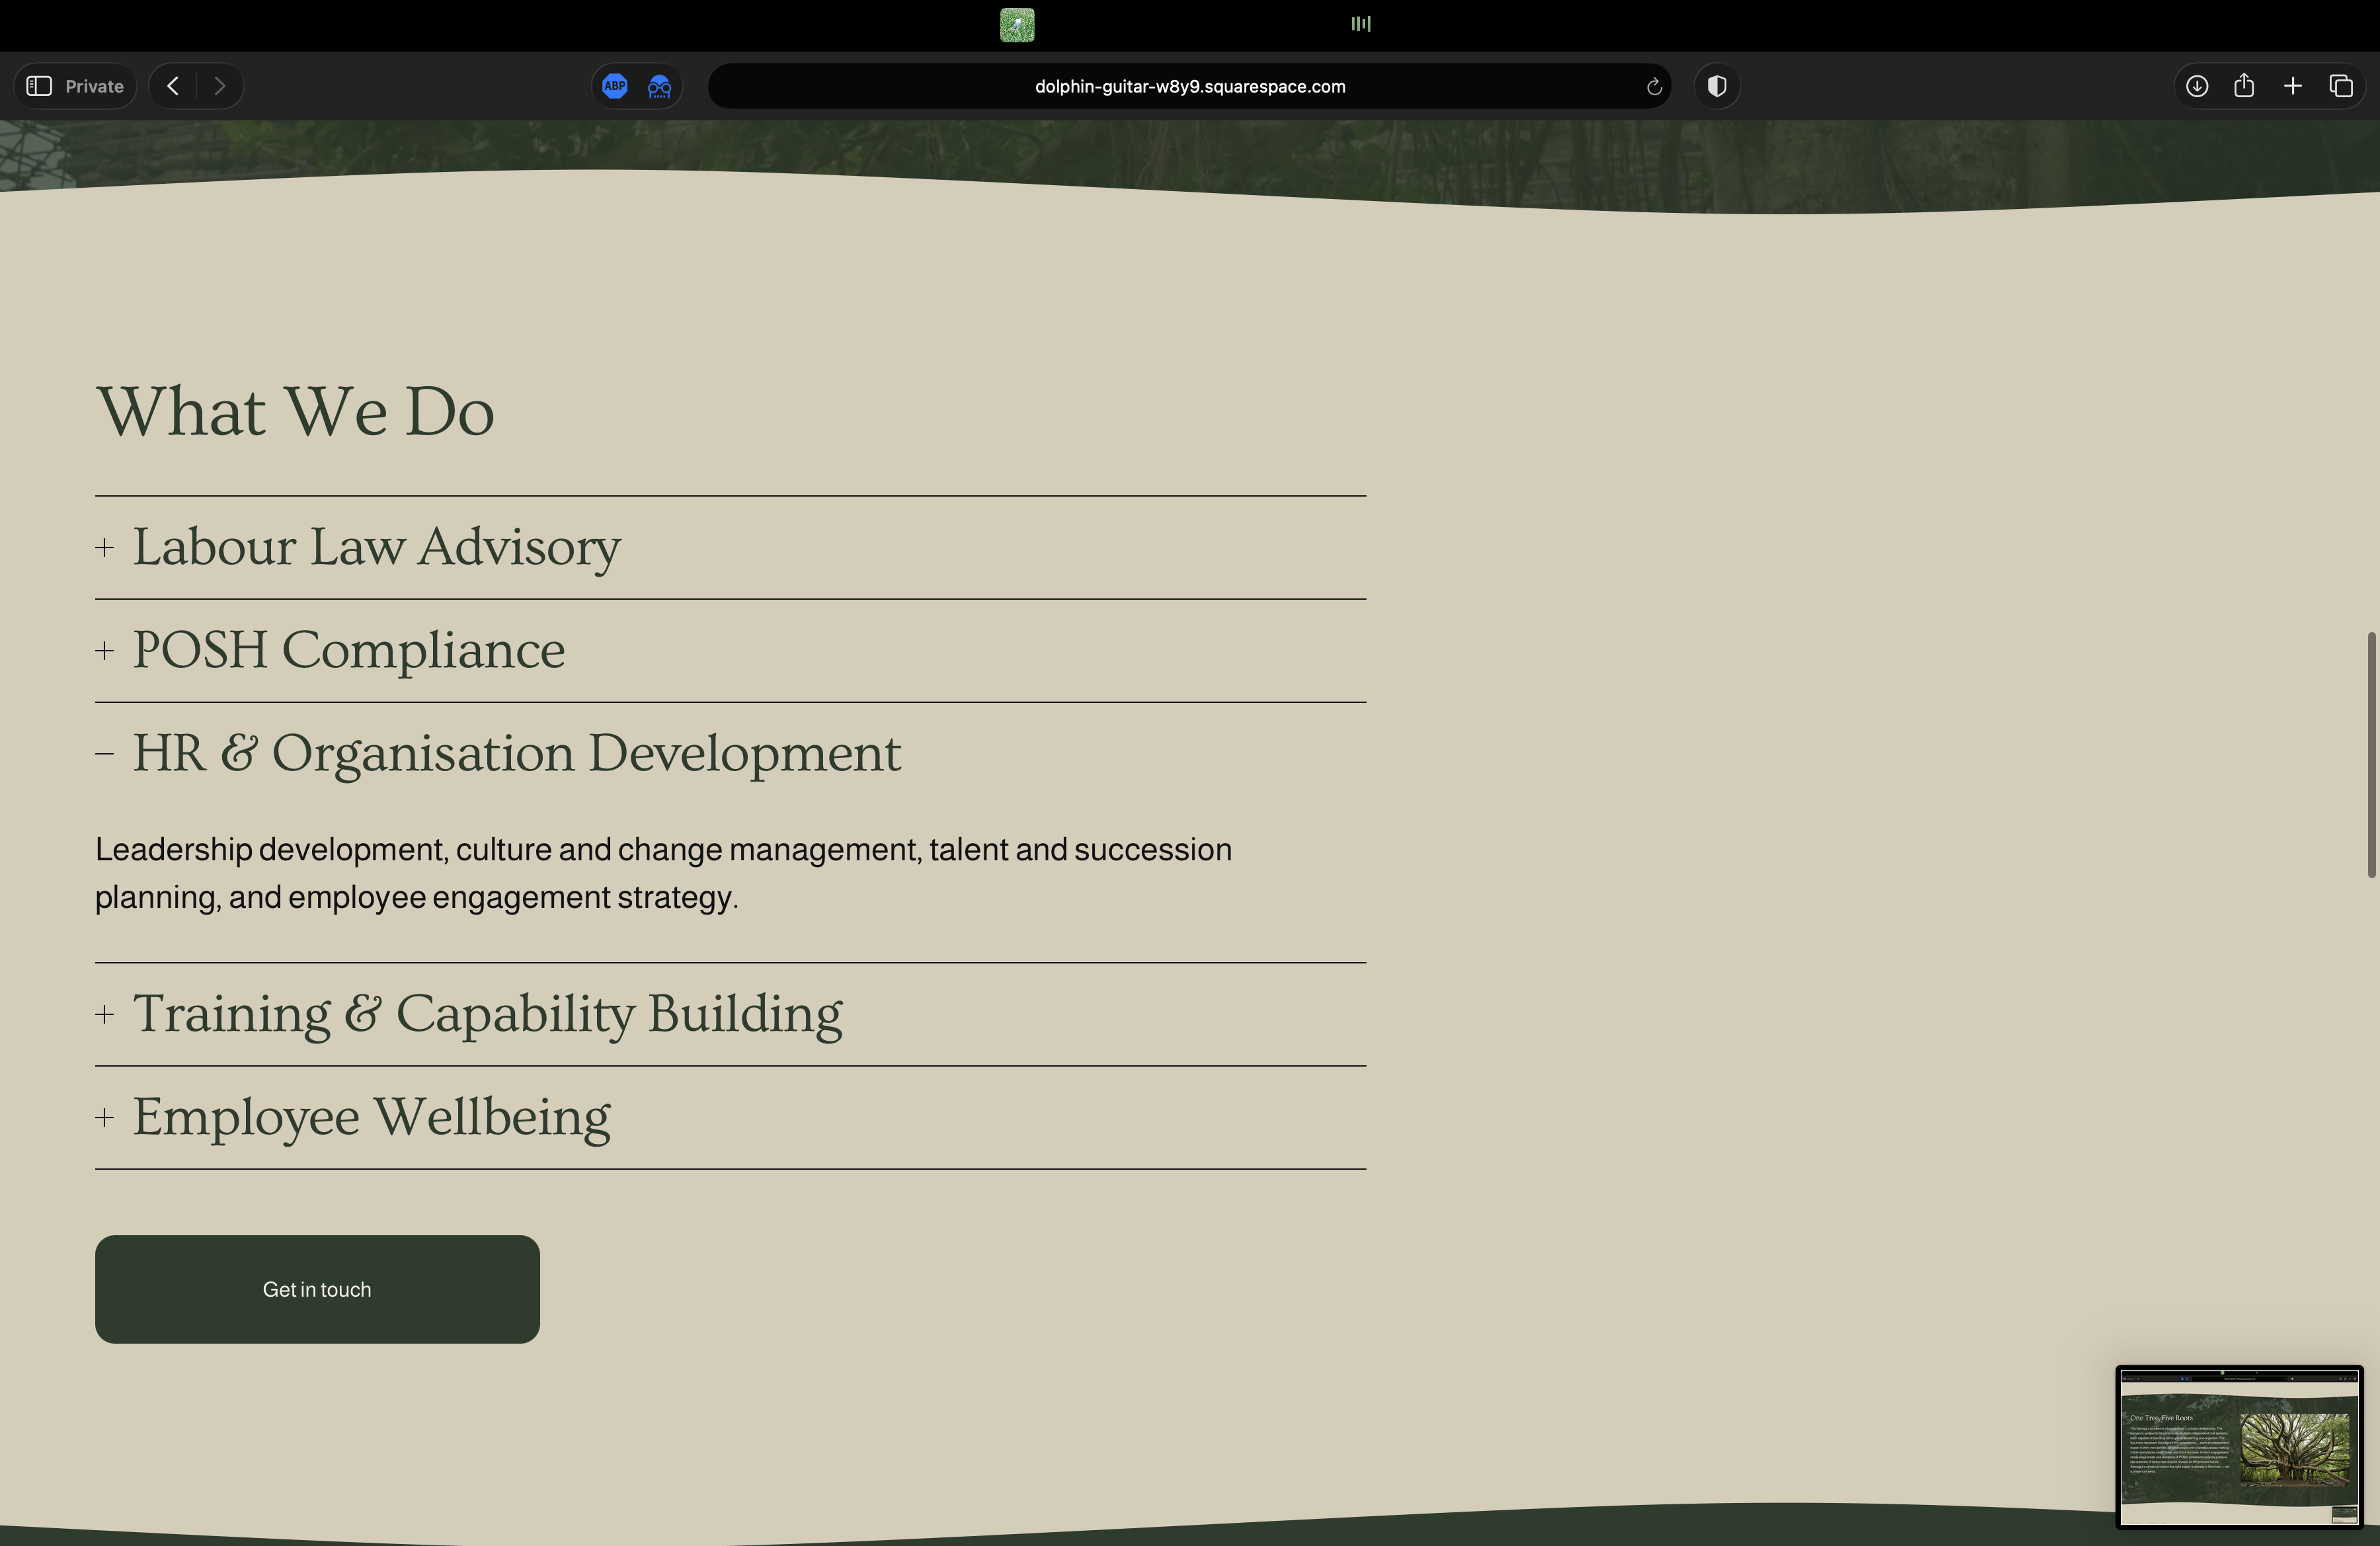 Private
ABP
dolphin-guitar-w8y9.squarespace.com
What We Do
+ Labour Law Advisory
+ POSH Compliance
– HR & Organisation Development
Leadership development, culture and change management, talent and succession
planning, and employee engagement strategy.
+ Training & Capability Building
+ Employee Wellbeing
Get in touch
One Tree, Five Roots